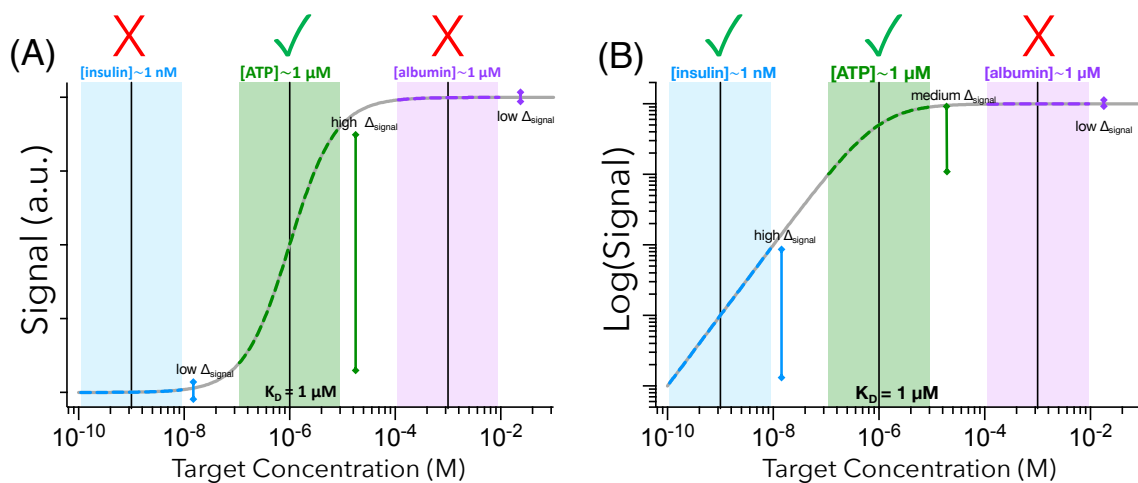 (A)
[insulin]~1 nM
[ATP]~1 µM
[albumin]~1 µM
high Δsignal
low Δsignal
low Δsignal
Signal (a.u.)
K_D = 1 µM
10^-10
10^-8
10^-6
10^-4
10^-2
Target Concentration (M)
(B)
[insulin]~1 nM
[ATP]~1 µM
[albumin]~1 µM
medium Δsignal
low Δsignal
high Δsignal
Log(Signal)
K_D = 1 µM
10^-10
10^-8
10^-6
10^-4
10^-2
Target Concentration (M)